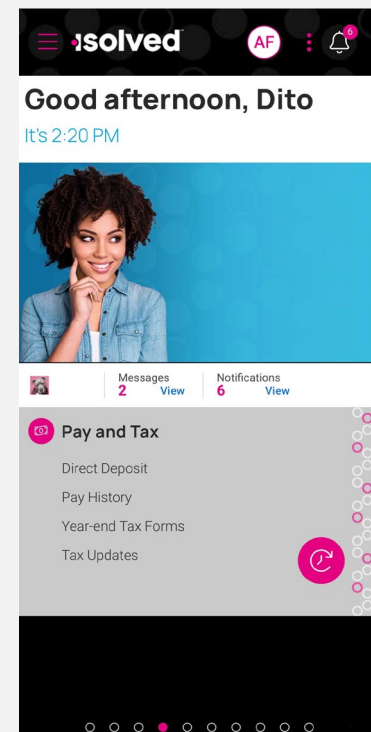 isolved
AF
6
Good afternoon, Dito
It's 2:20 PM
Messages
2 View
Notifications
6 View
Pay and Tax
Direct Deposit
Pay History
Year-end Tax Forms
Tax Updates